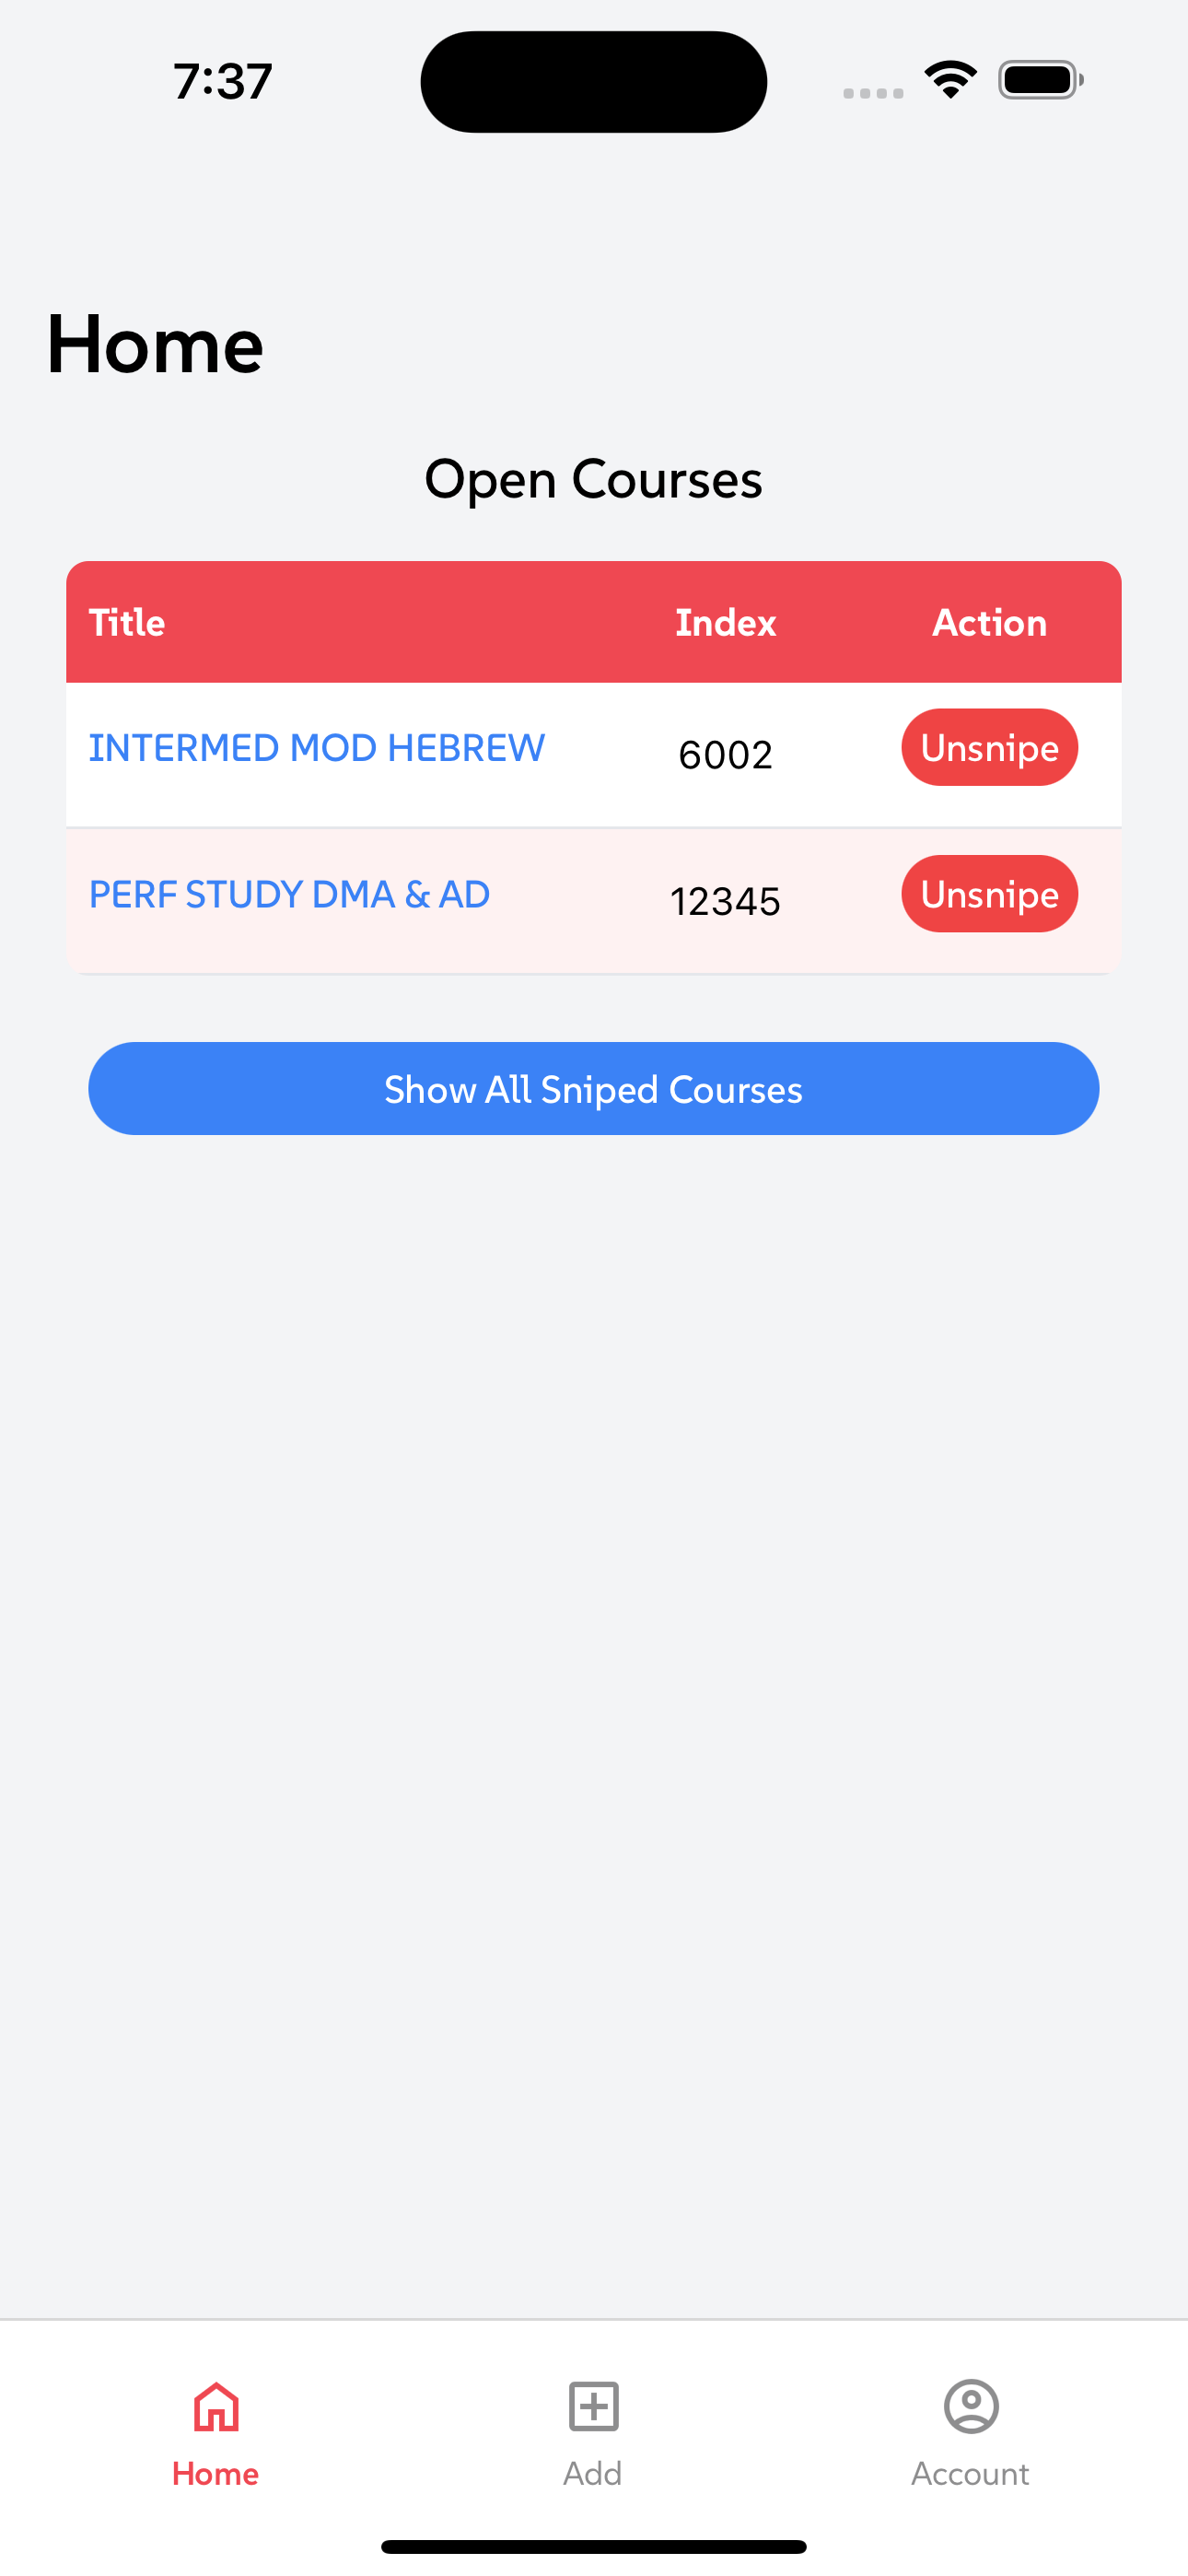 7:37
Home
Open Courses
Title Index Action
INTERMED MOD HEBREW 6002 Unsnipe
PERF STUDY DMA & AD 12345 Unsnipe
Show All Sniped Courses
Home Add Account